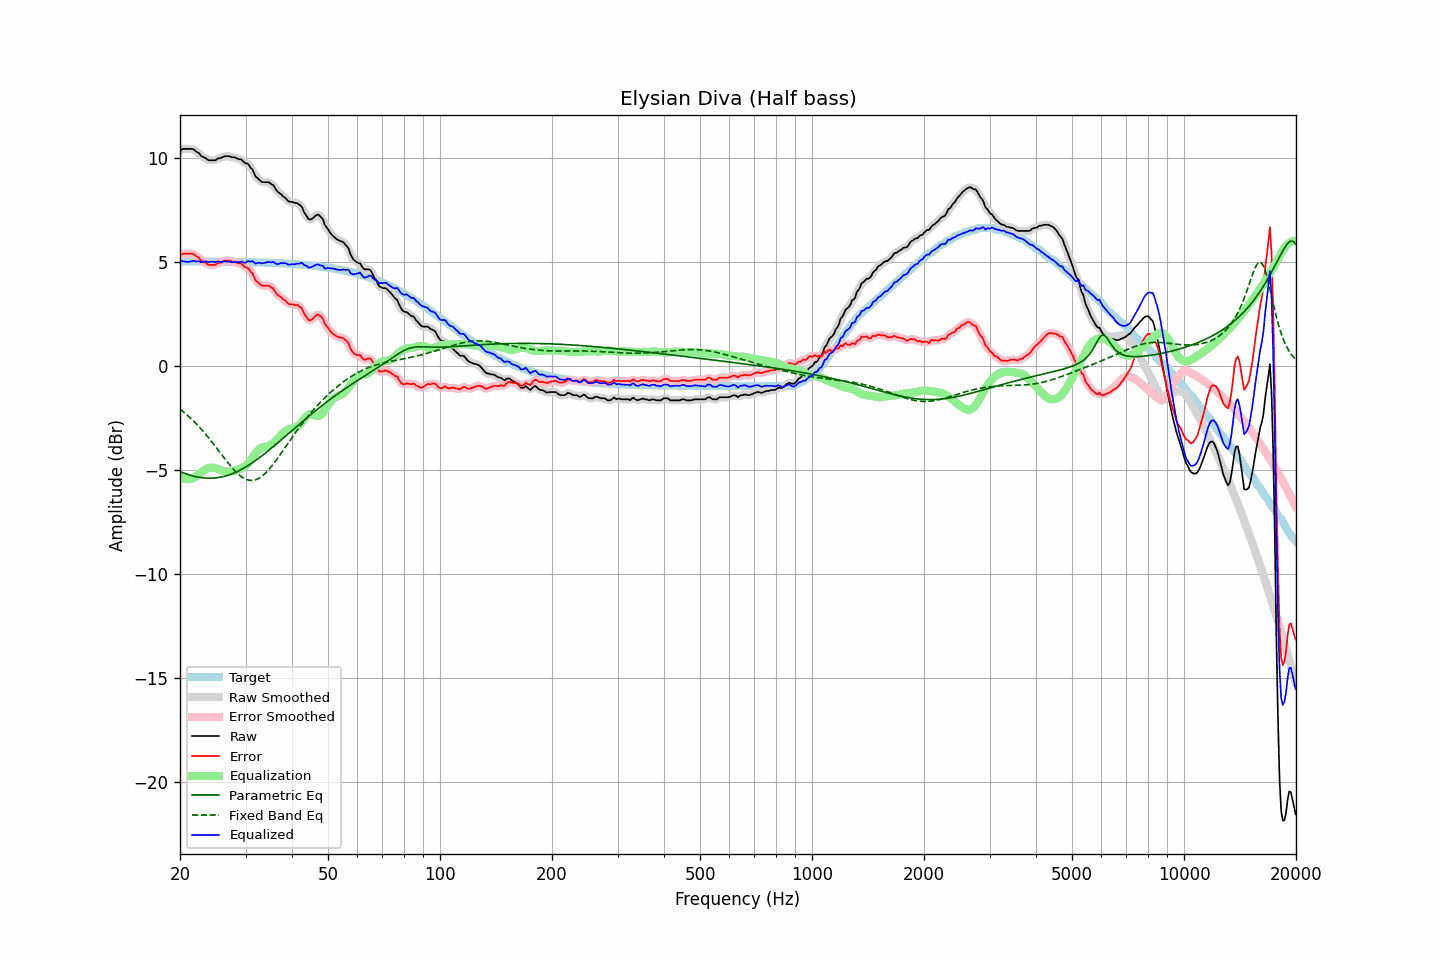 Elysian Diva (Half bass)
10
5
0
−5
−10
−15
−20
Amplitude (dBr)
Target
Raw Smoothed
Error Smoothed
Raw
Error
Equalization
Parametric Eq
Fixed Band Eq
Equalized
20 50 100 200 500 1000 2000 5000 10000 20000
Frequency (Hz)